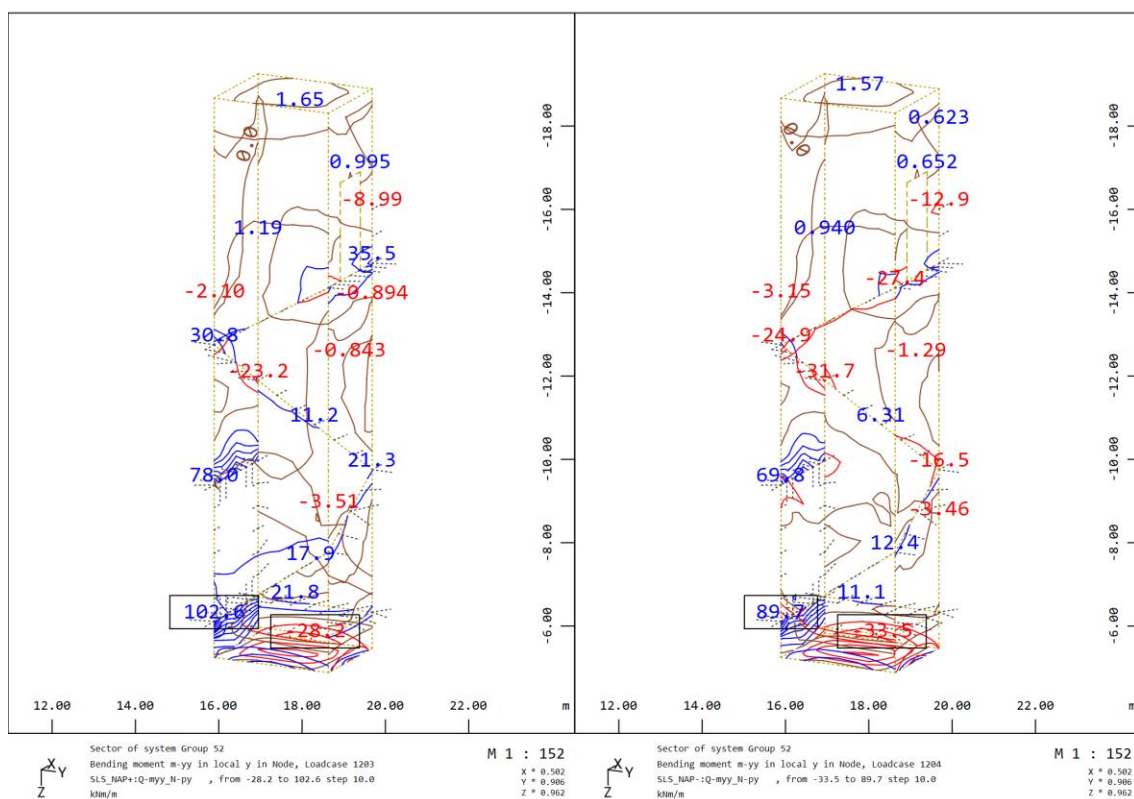 1.65
0.0
0.995
-8.99
1.19
35.5
-2.10
-0.894
30.8
-0.843
-23.2
11.2
21.3
78.0
-3.51
17.9
21.8
102.6
-28.2
-18.00
-16.00
-14.00
-12.00
-10.00
-8.00
-6.00
12.00 14.00 16.00 18.00 20.00 22.00 m
X
Y
Z
Sector of system Group 52
Bending moment m-yy in local y in Node, Loadcase 1203
SLS_NAP+:Q-myy_N-py , from -28.2 to 102.6 step 10.0
kNm/m
M 1 : 152
X * 0.502
Y * 0.906
Z * 0.962
1.57
0.623
0.0
0.652
-12.9
0.940
-27.4
-3.15
-24.9
-1.29
-31.7
6.31
-16.5
69.8
-3.46
12.4
11.1
89.7
-33.5
-18.00
-16.00
-14.00
-12.00
-10.00
-8.00
-6.00
12.00 14.00 16.00 18.00 20.00 22.00 m
X
Y
Z
Sector of system Group 52
Bending moment m-yy in local y in Node, Loadcase 1204
SLS_NAP-:Q-myy_N-py , from -33.5 to 89.7 step 10.0
kNm/m
M 1 : 152
X * 0.502
Y * 0.906
Z * 0.962